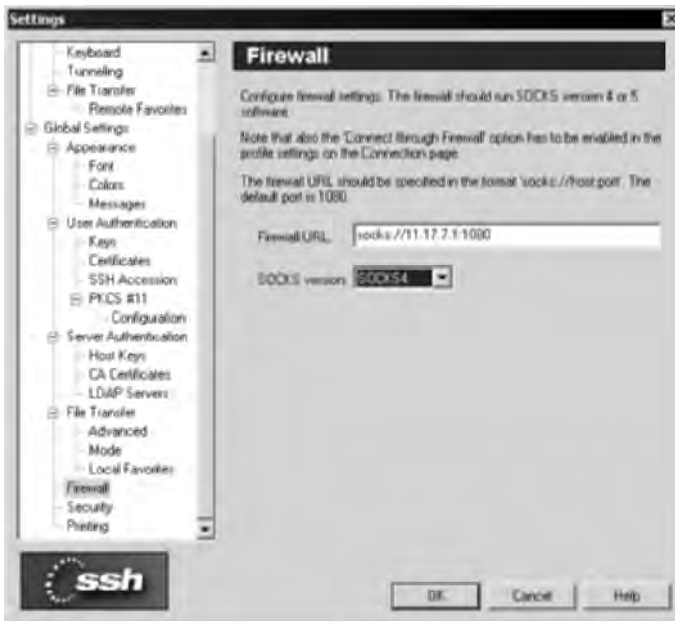 Settings
Keyboard
Tunneling
File Transfer
Remote Favorites
Global Settings
Appearance
Font
Colors
Messages
User Authentication
Keys
Certificates
SSH Accession
PKCS #11
Configuration
Server Authentication
Host Keys
CA Certificates
LDAP Servers
File Transfer
Advanced
Mode
Local Favorites
Firewall
Security
Printing
ssh
Firewall
Configure firewall settings. The firewall should run SOCKS version 4 or 5
software.
Note that also the 'Connect through Firewall' option has to be enabled in the
profile settings on the Connection page.
The firewall URL should be specified in the format 'socks://host:port'. The
default port is 1080.
Firewall URL: socks://11.17.7.1:1080
SOCKS version: SOCKS4
OK Cancel Help